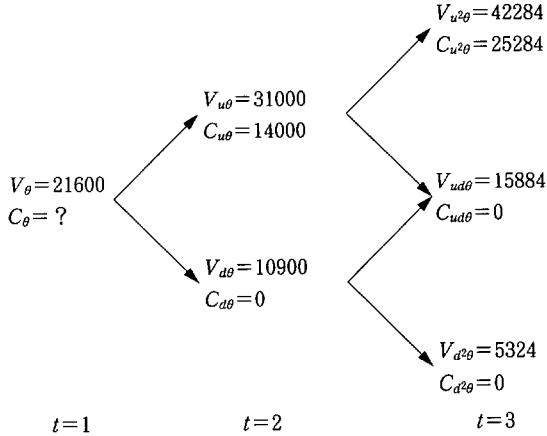 V_{u²θ}=42284
C_{u²θ}=25284
V_{uθ}=31000
C_{uθ}=14000
V_θ=21600
C_θ=？
V_{udθ}=15884
C_{udθ}=0
V_{dθ}=10900
C_{dθ}=0
V_{d²θ}=5324
C_{d²θ}=0
t=1
t=2
t=3